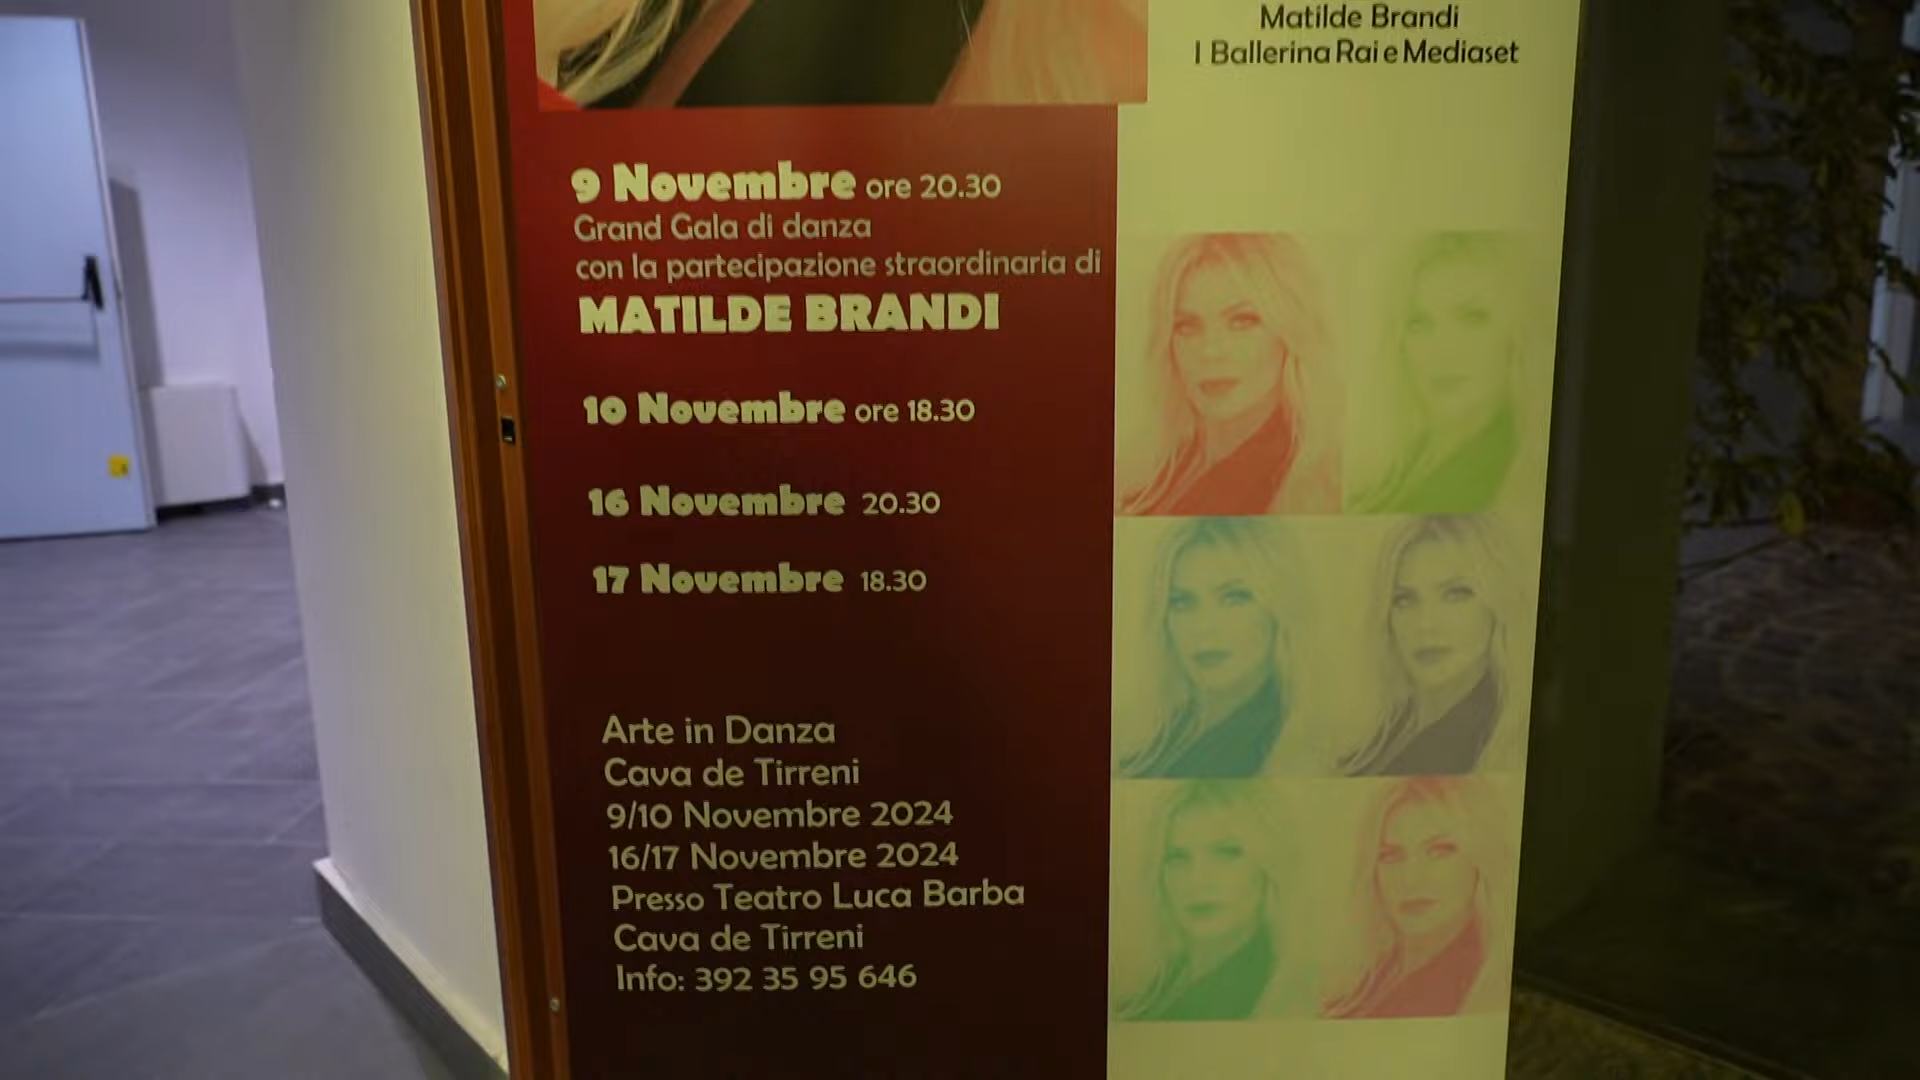 Matilde Brandi
I Ballerina Rai e Mediaset
9 Novembre ore 20.30
Grand Gala di danza
con la partecipazione straordinaria di
MATILDE BRANDI
10 Novembre ore 18.30
16 Novembre 20.30
17 Novembre 18.30
Arte in Danza
Cava de Tirreni
9/10 Novembre 2024
16/17 Novembre 2024
Presso Teatro Luca Barba
Cava de Tirreni
Info: 392 35 95 646